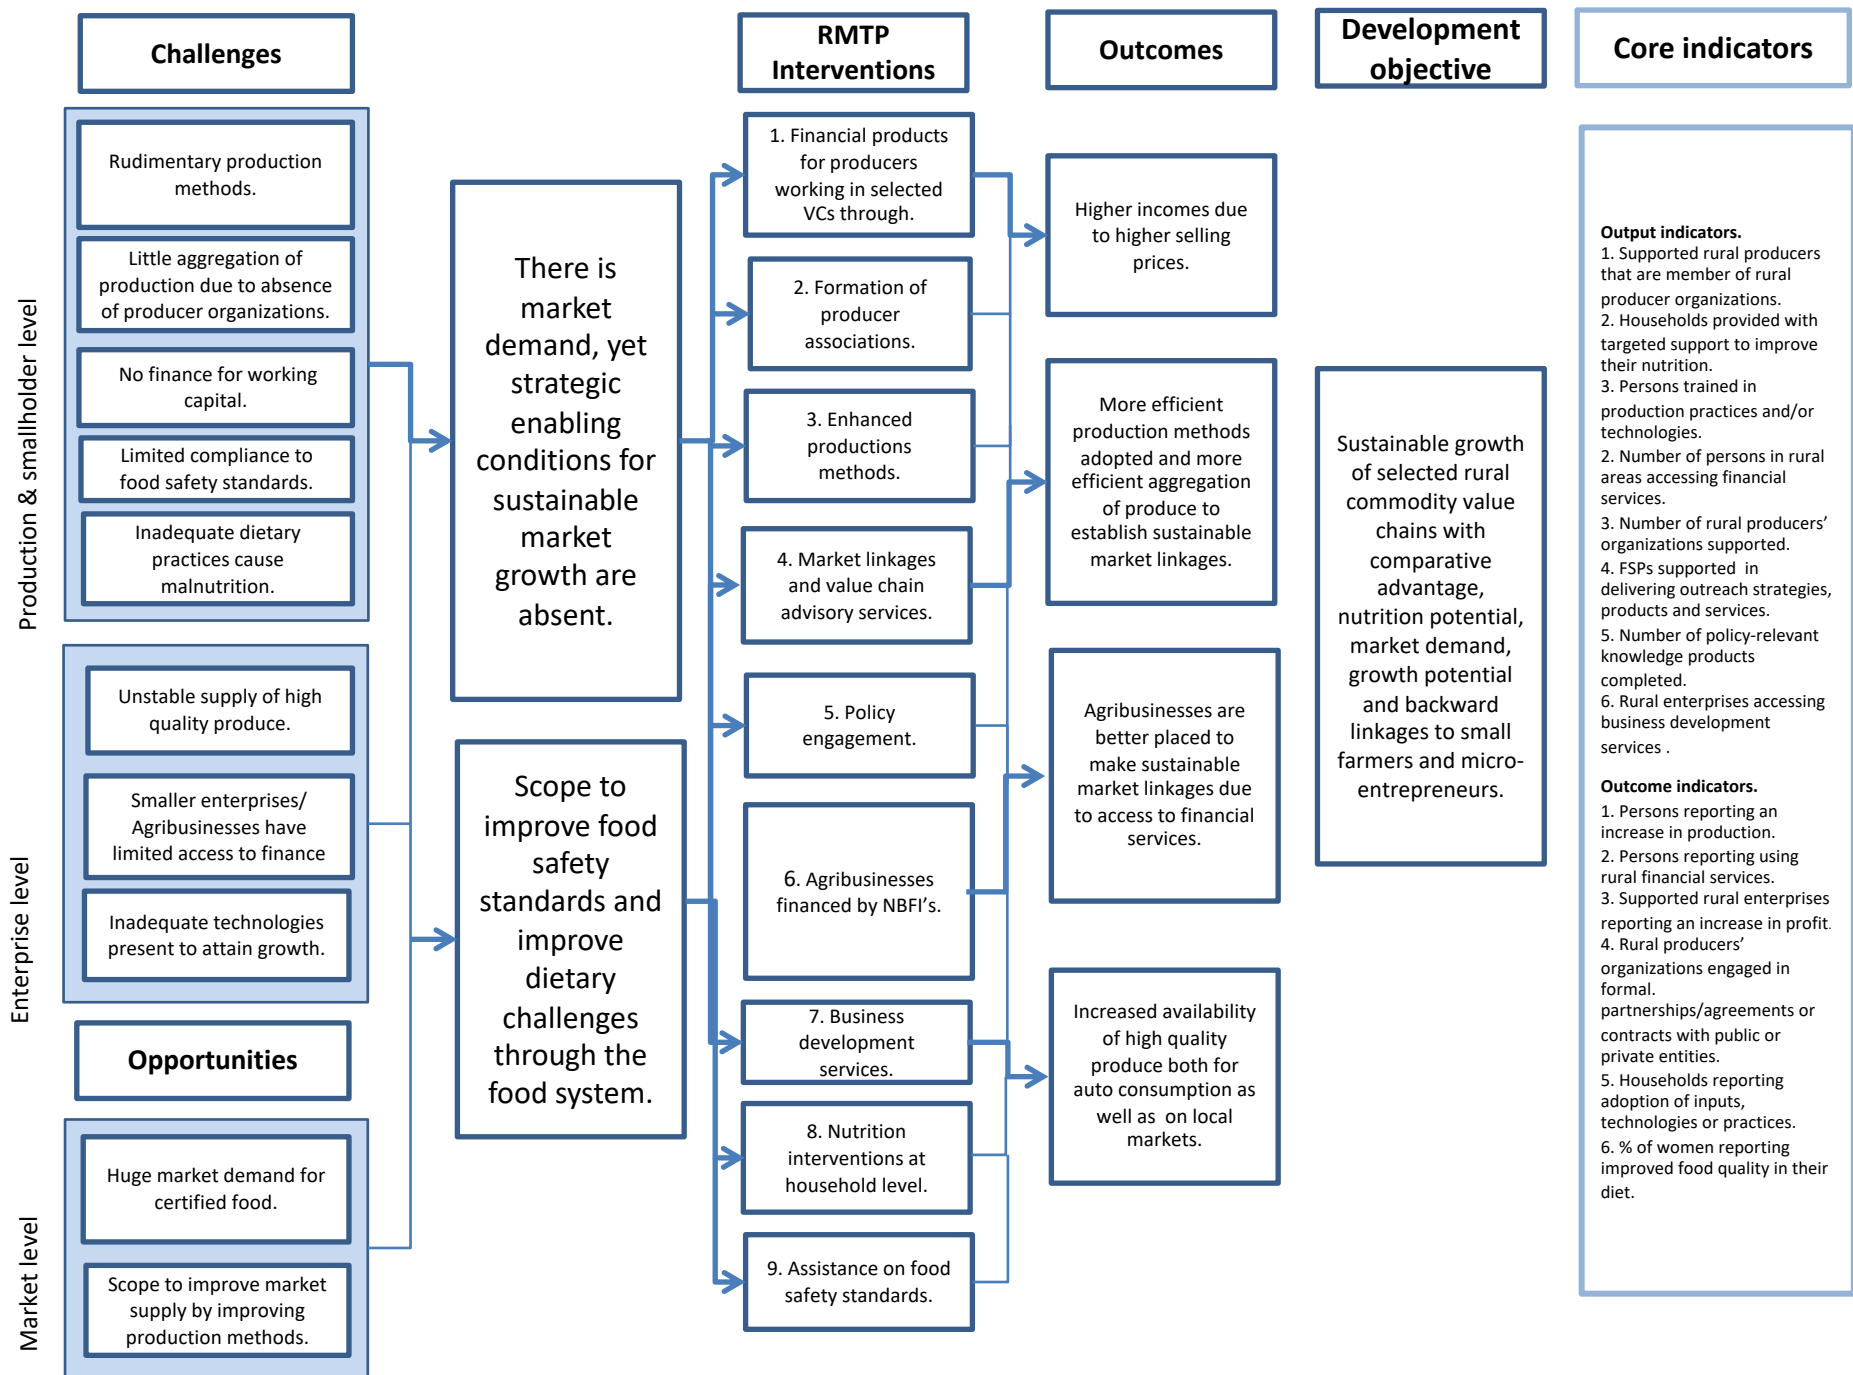 Challenges
Production & smallholder level
Rudimentary production
methods.
Little aggregation of
production due to absence
of producer organizations.
No finance for working
capital.
Limited compliance to
food safety standards.
Inadequate dietary
practices cause
malnutrition.
Enterprise level
Unstable supply of high
quality produce.
Smaller enterprises/
Agribusinesses have
limited access to finance
Inadequate technologies
present to attain growth.
Opportunities
Market level
Huge market demand for
certified food.
Scope to improve market
supply by improving
production methods.
There is
market
demand, yet
strategic
enabling
conditions for
sustainable
market
growth are
absent.
Scope to
improve food
safety
standards and
improve
dietary
challenges
through the
food system.
RMTP
Interventions
1. Financial products
for producers
working in selected
VCs through.
2. Formation of
producer
associations.
3. Enhanced
productions
methods.
4. Market linkages
and value chain
advisory services.
5. Policy
engagement.
6. Agribusinesses
financed by NBFI's.
7. Business
development
services.
8. Nutrition
interventions at
household level.
9. Assistance on food
safety standards.
Outcomes
Higher incomes due
to higher selling
prices.
More efficient
production methods
adopted and more
efficient aggregation
of produce to
establish sustainable
market linkages.
Agribusinesses are
better placed to
make sustainable
market linkages due
to access to financial
services.
Increased availability
of high quality
produce both for
auto consumption as
well as on local
markets.
Development
objective
Sustainable growth
of selected rural
commodity value
chains with
comparative
advantage,
nutrition potential,
market demand,
growth potential
and backward
linkages to small
farmers and micro-
entrepreneurs.
Core indicators
Output indicators.
1. Supported rural producers
that are member of rural
producer organizations.
2. Households provided with
targeted support to improve
their nutrition.
3. Persons trained in
production practices and/or
technologies.
2. Number of persons in rural
areas accessing financial
services.
3. Number of rural producers'
organizations supported.
4. FSPs supported in
delivering outreach strategies,
products and services.
5. Number of policy-relevant
knowledge products
completed.
6. Rural enterprises accessing
business development
services .
Outcome indicators.
1. Persons reporting an
increase in production.
2. Persons reporting using
rural financial services.
3. Supported rural enterprises
reporting an increase in profit.
4. Rural producers'
organizations engaged in
formal.
partnerships/agreements or
contracts with public or
private entities.
5. Households reporting
adoption of inputs,
technologies or practices.
6. % of women reporting
improved food quality in their
diet.